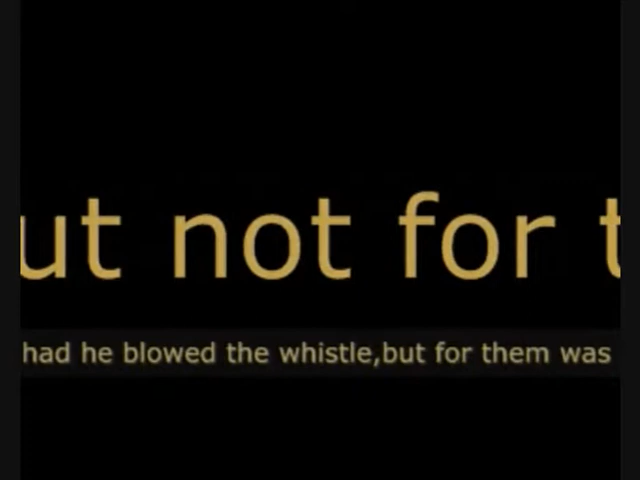 ut not for t
had he blowed the whistle,but for them was